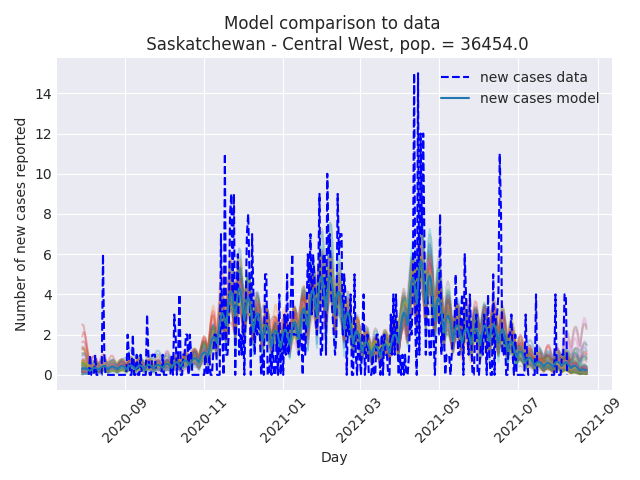 Model comparison to data
Saskatchewan - Central West, pop. = 36454.0
new cases data
new cases model
Number of new cases reported
14
12
10
8
6
4
2
0
2020-09
2020-11
2021-01
2021-03
2021-05
2021-07
2021-09
Day